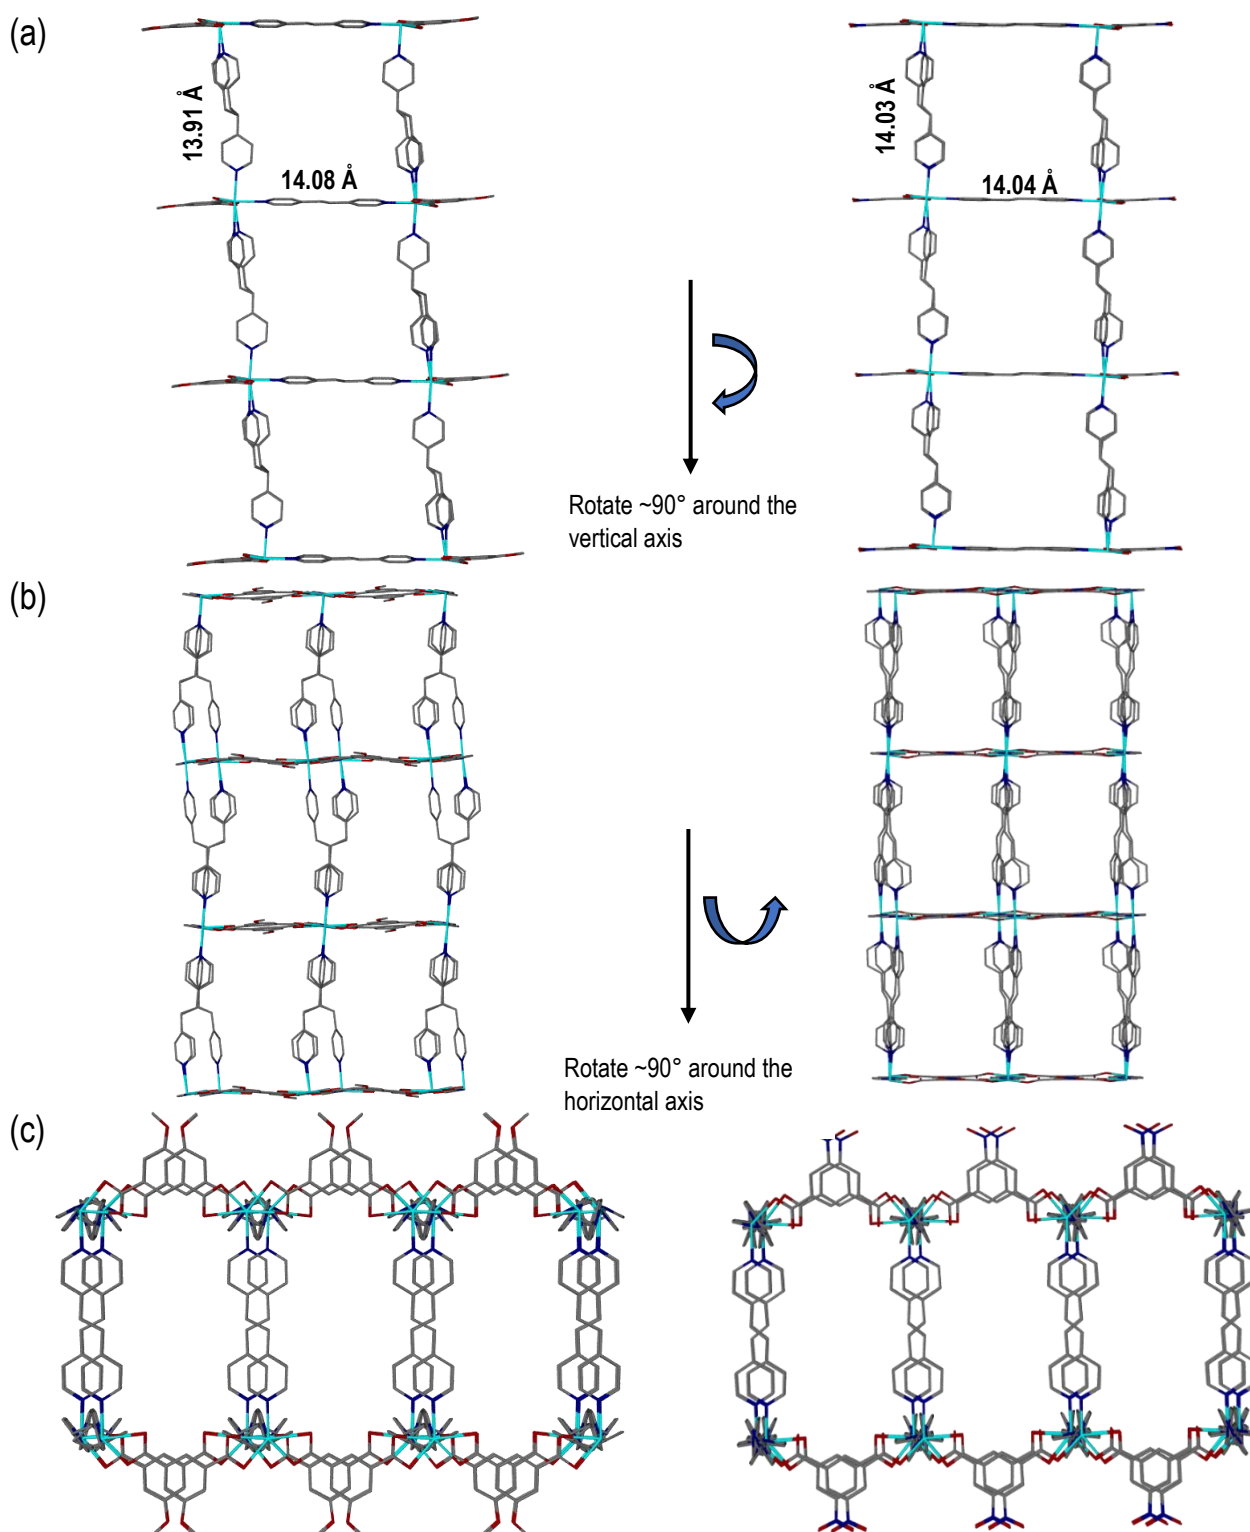 (a)
13.91 Å
14.08 Å
14.03 Å
14.04 Å
Rotate ~90° around the
vertical axis
(b)
Rotate ~90° around the
horizontal axis
(c)